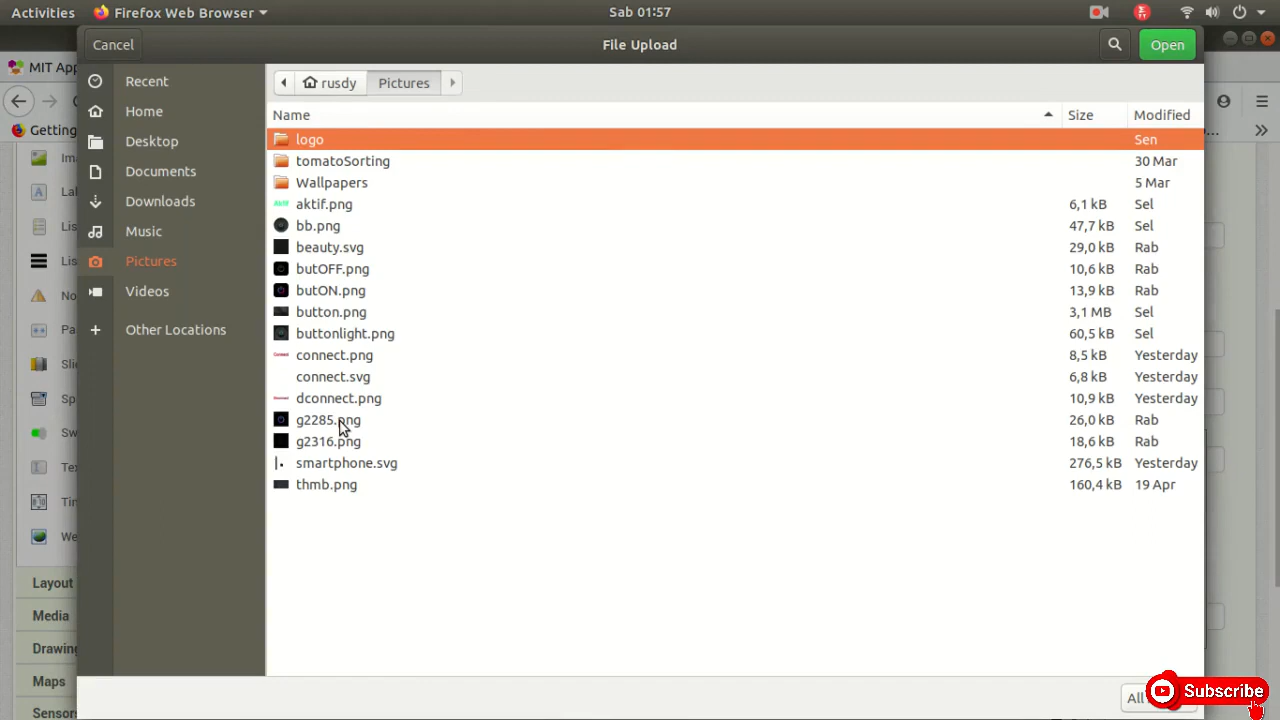 Activities Firefox Web Browser Sab 01:57
Cancel File Upload Open
MIT App
rusdy Pictures
Recent
Home
Desktop
Documents
Downloads
Music
Pictures
Videos
Other Locations
Getting
Name Size Modified
logo Sen
tomatoSorting 30 Mar
Wallpapers 5 Mar
aktif.png 6,1 kB Sel
bb.png 47,7 kB Sel
beauty.svg 29,0 kB Rab
butOFF.png 10,6 kB Rab
butON.png 13,9 kB Rab
button.png 3,1 MB Sel
buttonlight.png 60,5 kB Sel
connect.png 8,5 kB Yesterday
connect.svg 6,8 kB Yesterday
dconnect.png 10,9 kB Yesterday
g2285.png 26,0 kB Rab
g2316.png 18,6 kB Rab
smartphone.svg 276,5 kB Yesterday
thmb.png 160,4 kB 19 Apr
Layout
Media
Drawing
Maps
Sensors
All
Subscribe